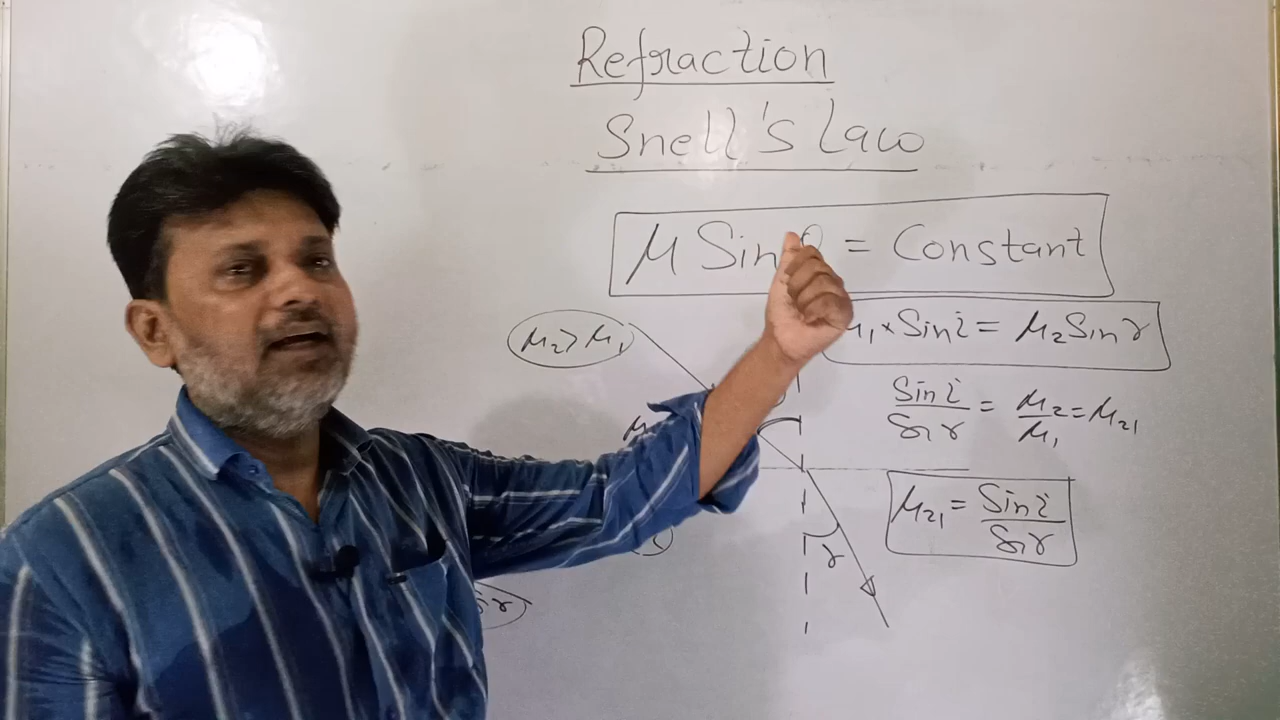 Refraction
Snell's Law
μ Sin θ = Constant
μ₂ > μ₁
μ₁ × Sin i = μ₂ Sin r
Sin i / Sin r = μ₂ / μ₁ = μ₂₁
μ₂₁ = Sin i / Sin r
r